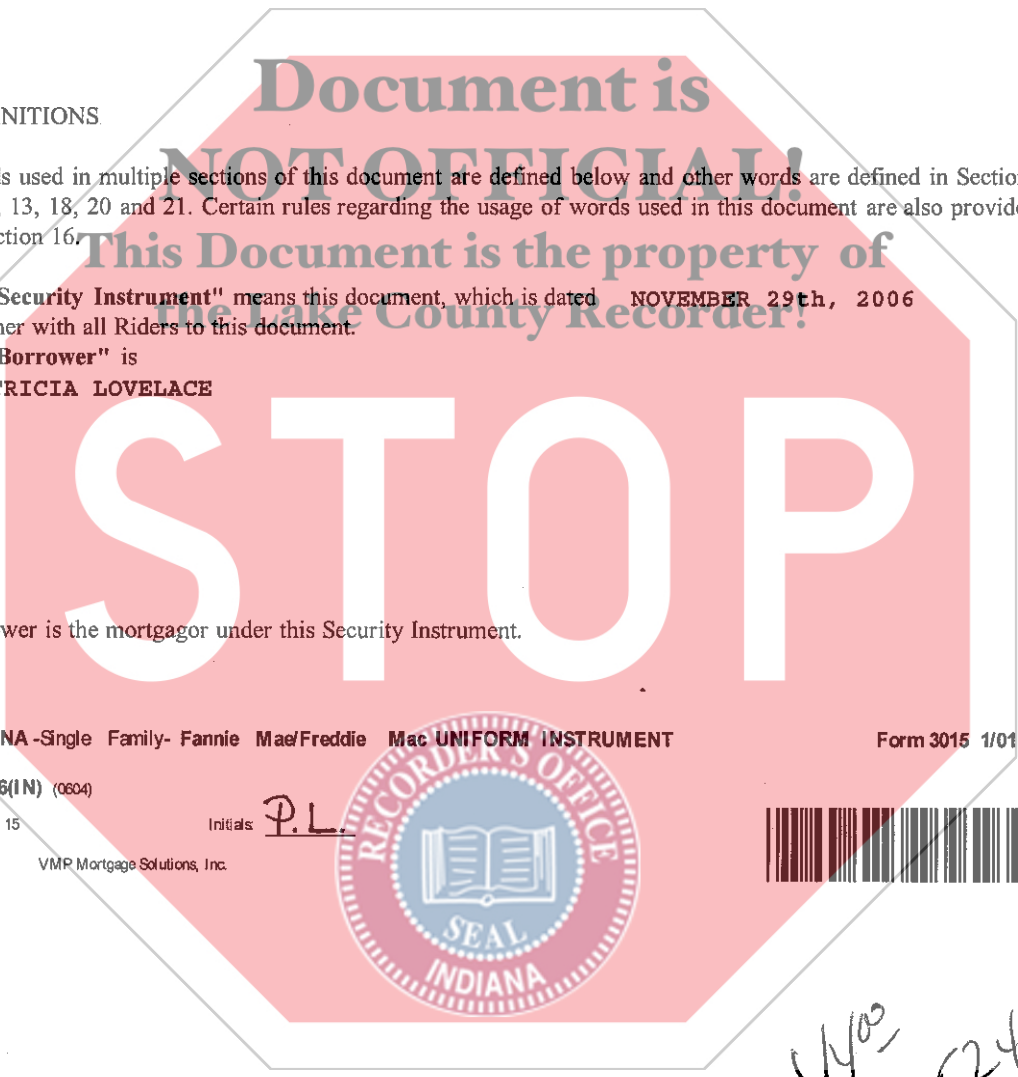 Document is
NITIONS
NOT OFFICIAL!
s used in multiple sections of this document are defined below and other words are defined in Section
, 13, 18, 20 and 21. Certain rules regarding the usage of words used in this document are also provide
ction 16.
This Document is the property of
Security Instrument" means this document, which is dated NOVEMBER 29th, 2006
her with all Riders to this document.
the Lake County Recorder!
Borrower" is
TRICIA LOVELACE
STOP
wer is the mortgagor under this Security Instrument.
NA -Single Family- Fannie Mae/Freddie Mac UNIFORM INSTRUMENT Form 3015 1/01
6(IN) (0604)
15 Initials: P.L.
VMP Mortgage Solutions, Inc.
RECORDER'S OFFICE
SEAL
INDIANA